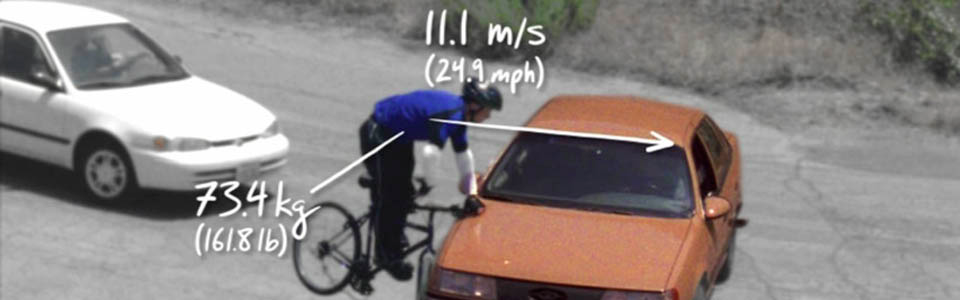 11.1 m/s
(24.9 mph)
73.4 kg
(161.8 lb)